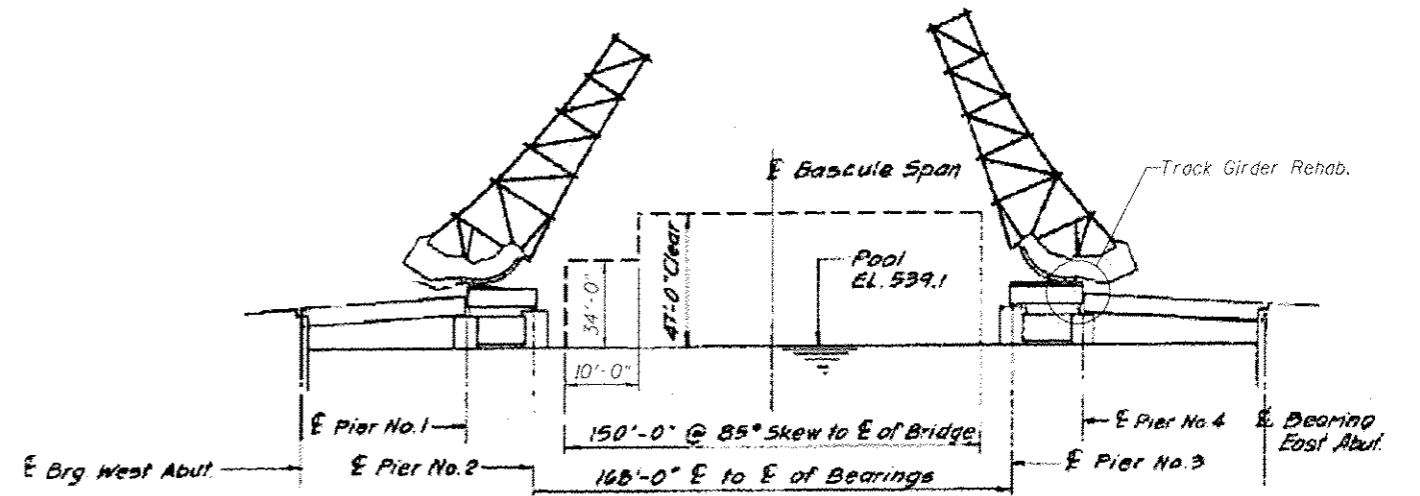 ℄ Bascule Span
Track Girder Rehab.
Pool
EL. 539.1
47'-0" Clear
34'-0"
10'-0"
150'-0" @ 85° Skew to ℄ of Bridge
168'-0" ℄ to ℄ of Bearings
℄ Pier No. 1
℄ Pier No. 2
℄ Brg. West Abut.
℄ Pier No. 4
℄ Pier No. 3
℄ Bearing
East Abut.